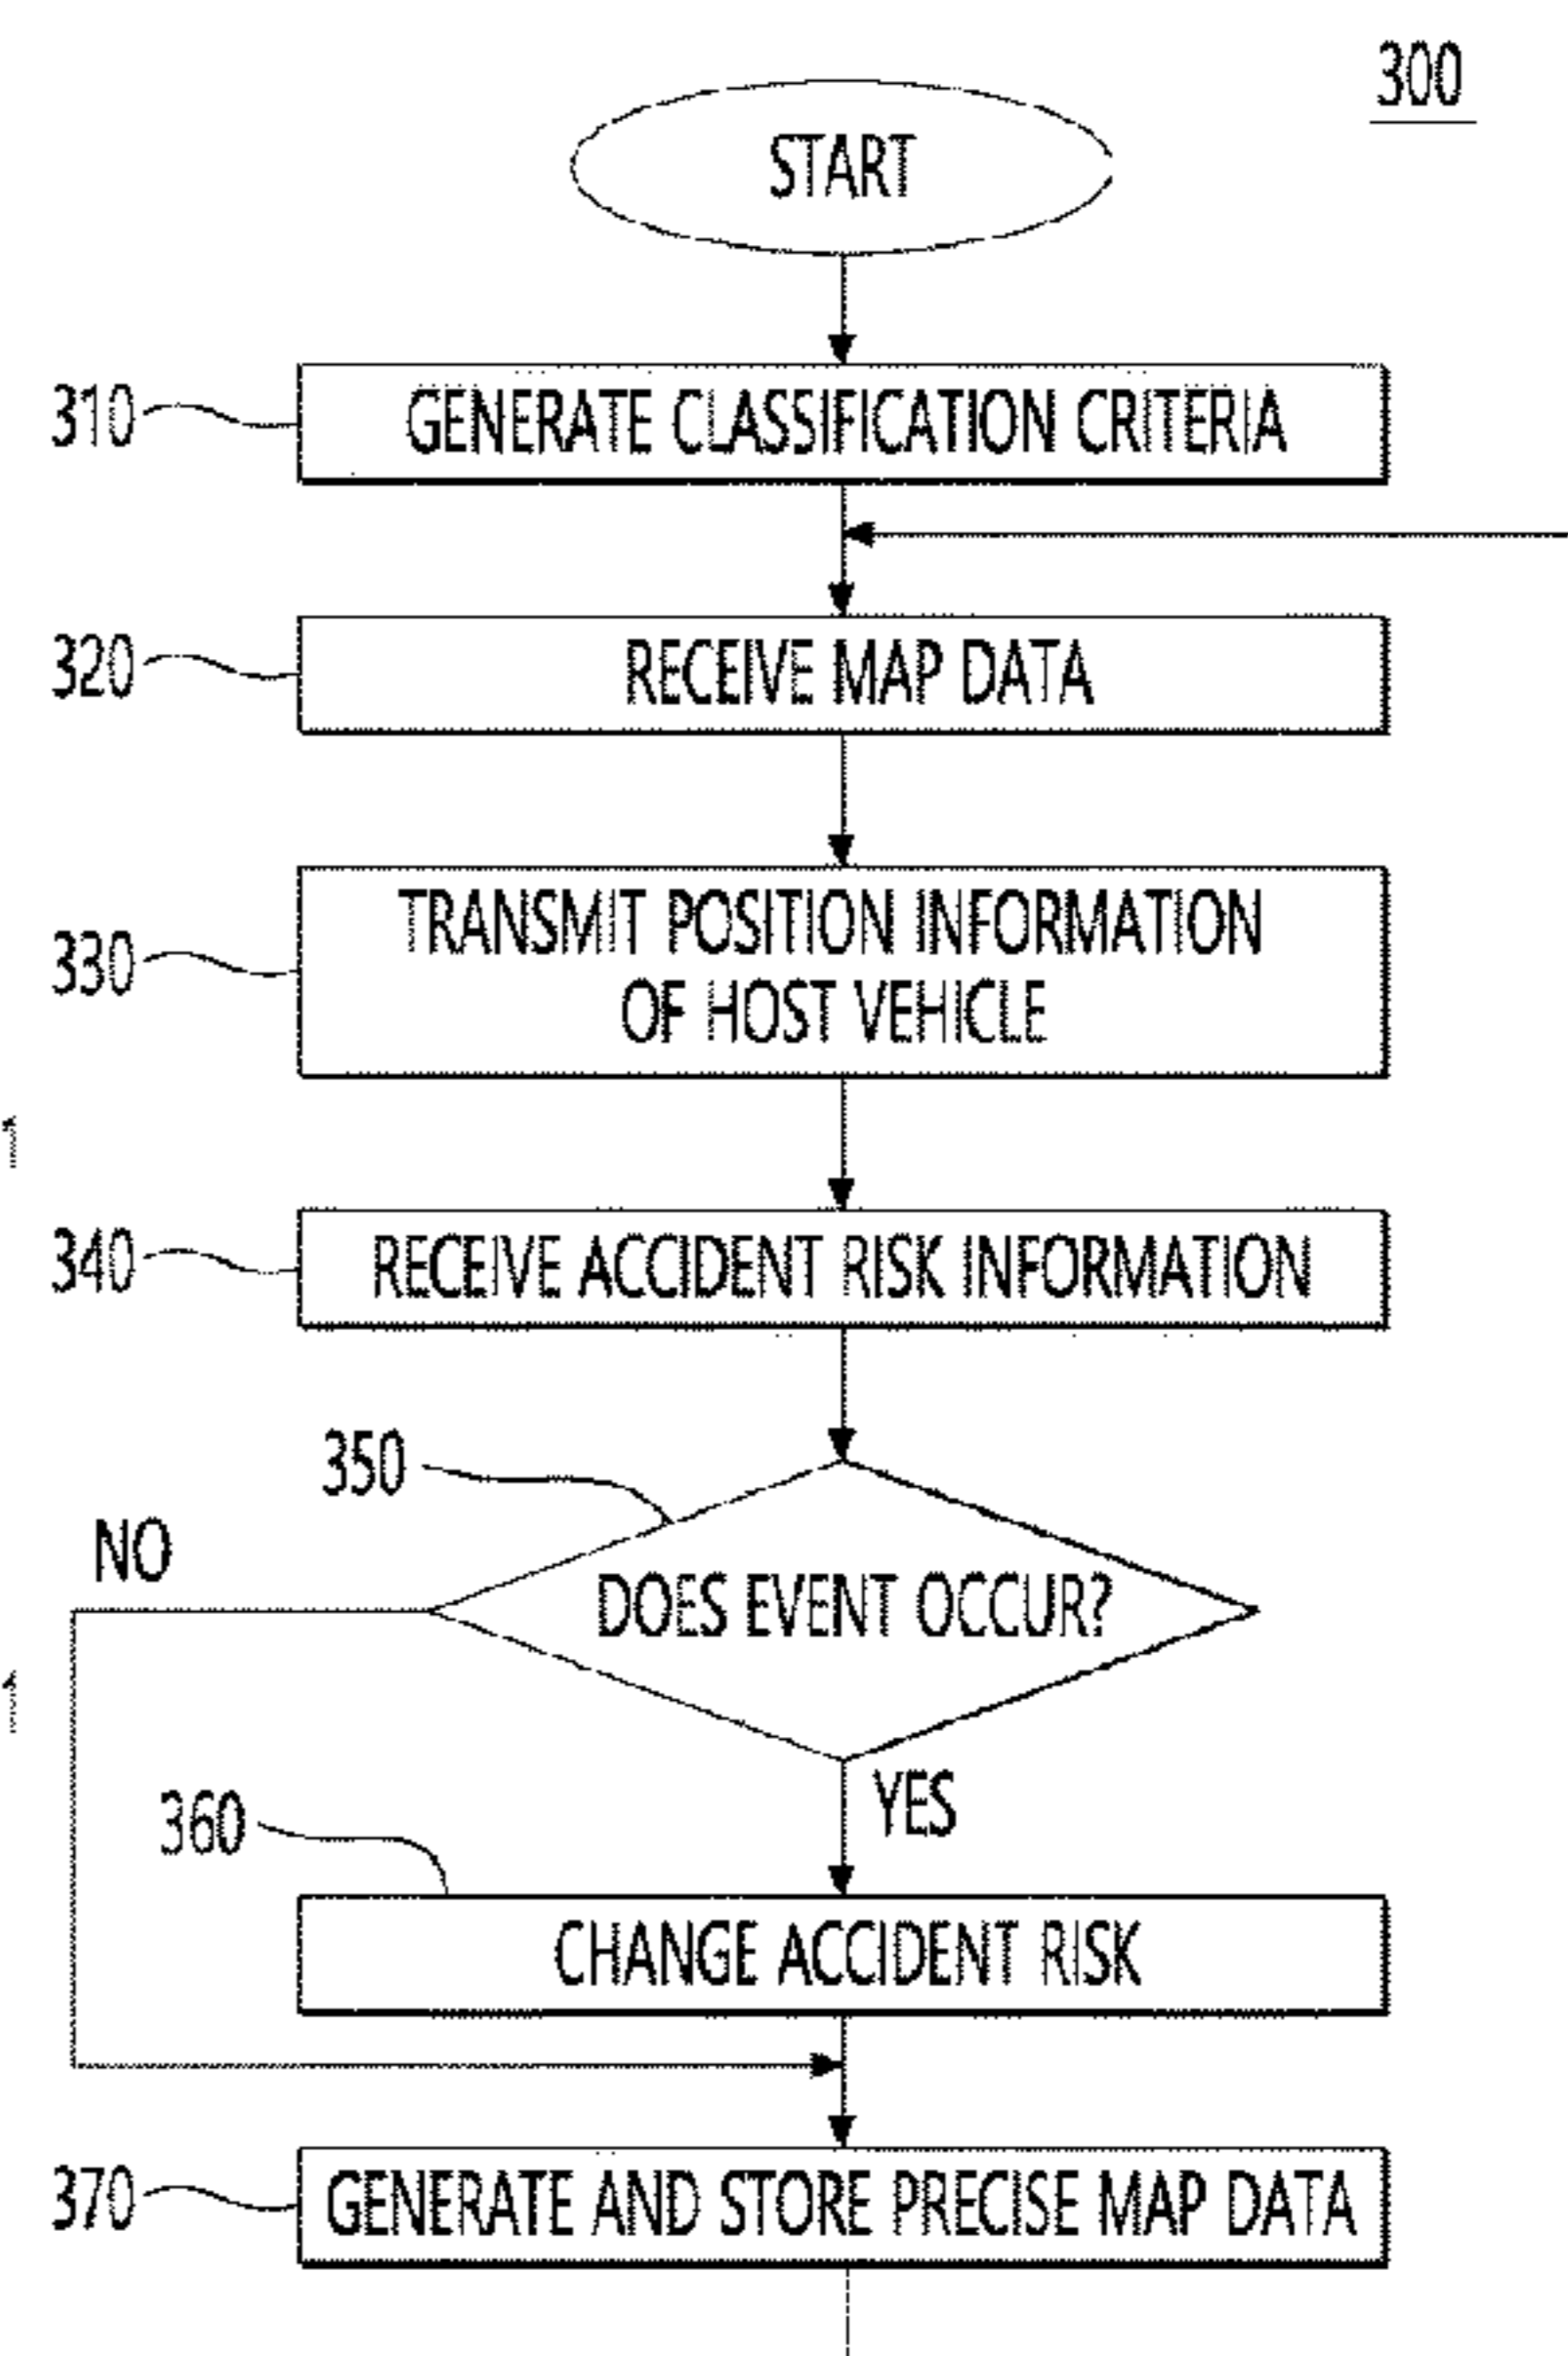 300
START
310
GENERATE CLASSIFICATION CRITERIA
320
RECEIVE MAP DATA
330
TRANSMIT POSITION INFORMATION
OF HOST VEHICLE
1
340
RECEIVE ACCIDENT RISK INFORMATION
350
NO
DOES EVENT OCCUR?
1
YES
360
CHANGE ACCIDENT RISK
370
GENERATE AND STORE PRECISE MAP DATA